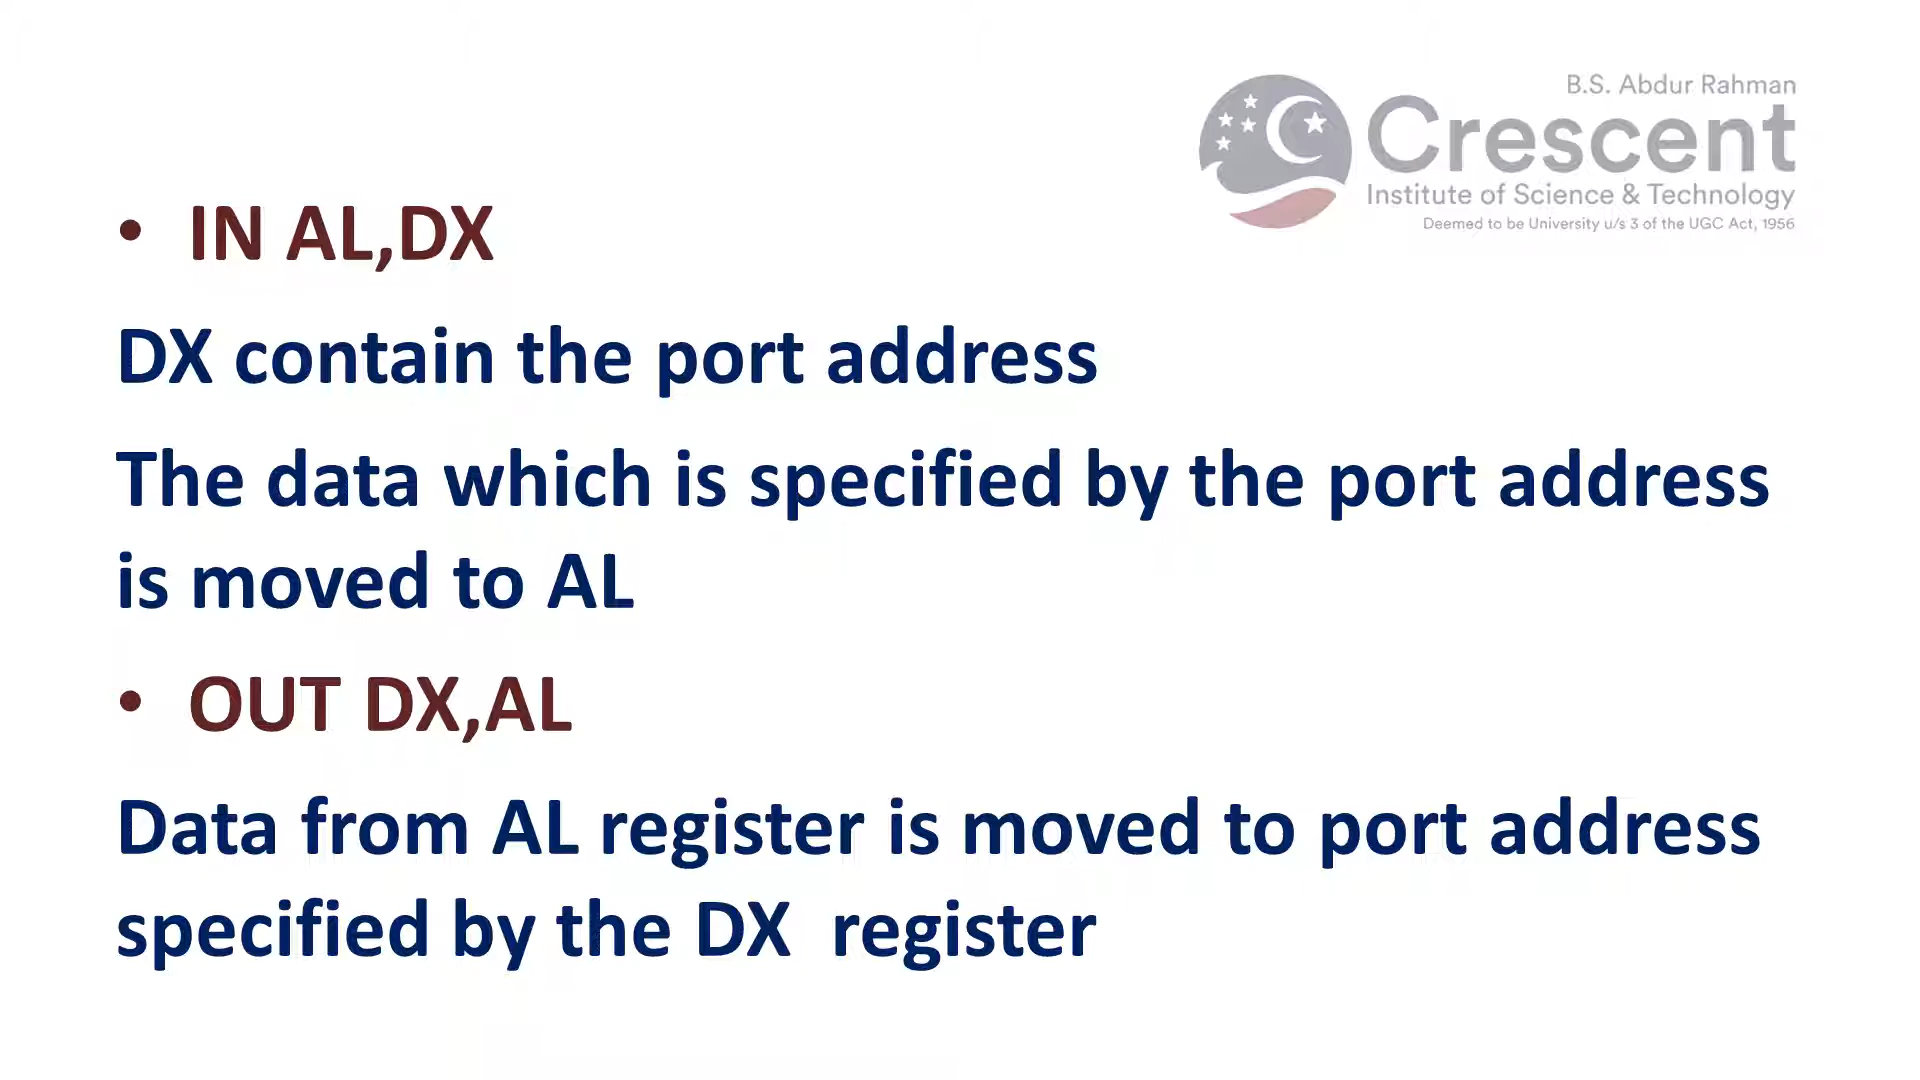 B.S. Abdur Rahman
Crescent
Institute of Science & Technology
Deemed to be University u/s 3 of the UGC Act, 1956
• IN AL,DX
DX contain the port address
The data which is specified by the port address
is moved to AL
• OUT DX,AL
Data from AL register is moved to port address
specified by the DX  register